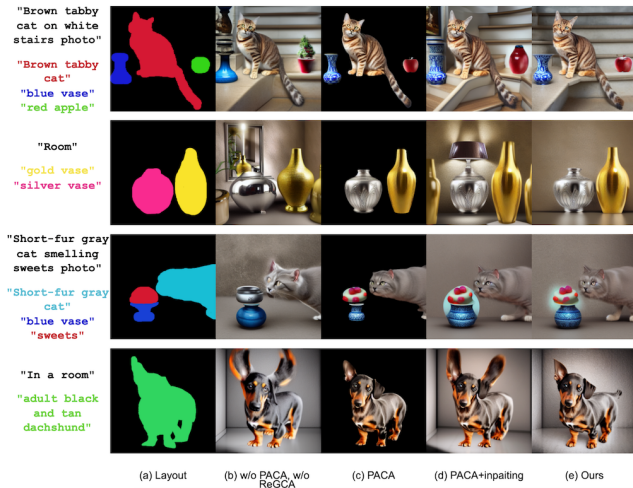 "Brown tabby
cat on white
stairs photo"
"Brown tabby
cat"
"blue vase"
"red apple"
"Room"
"gold vase"
"silver vase"
"Short-fur gray
cat smelling
sweets photo"
"Short-fur gray
cat"
"blue vase"
"sweets"
"In a room"
"adult black
and tan
dachshund"
(a) Layout
(b) w/o PACA, w/o
ReGCA
(c) PACA
(d) PACA+inpaiting
(e) Ours